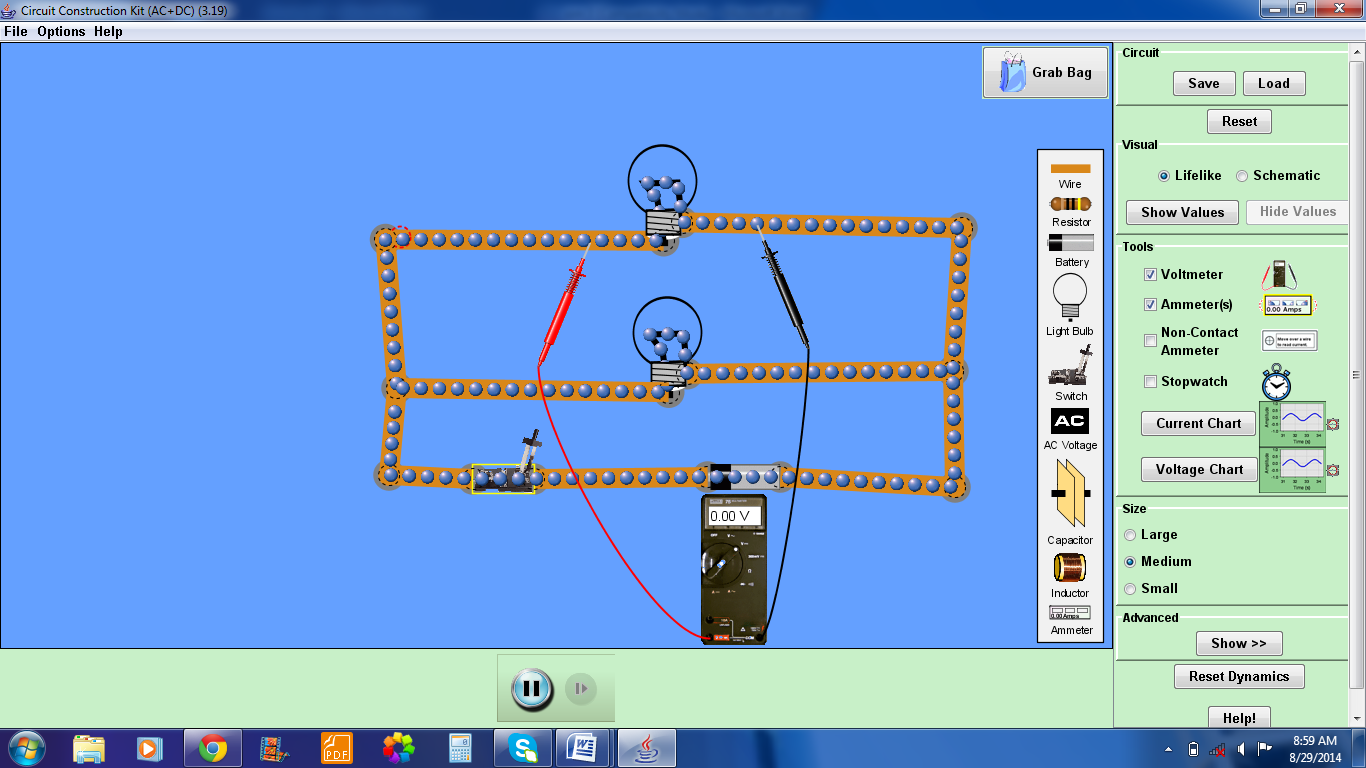 Circuit Construction Kit (AC+DC) (3.19)
File Options Help
Grab Bag
Wire
Resistor
Battery
Light Bulb
Switch
AC
AC Voltage
Capacitor
Inductor
0.00 Amps
Ammeter
0.00 V
Circuit
Save Load
Reset
Visual
Lifelike Schematic
Show Values Hide Values
Tools
Voltmeter
Ammeter(s)
0.00 Amps
Non-Contact
Ammeter
Stopwatch
Current Chart
Voltage Chart
Size
Large
Medium
Small
Advanced
Show >>
Reset Dynamics
Help!
PDF
8:59 AM
8/29/2014